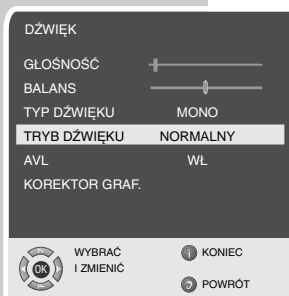 DŹWIĘK
GŁOŚNOŚĆ
BALANS
TYP DŹWIĘKU MONO
TRYB DŹWIĘKU NORMALNY
AVL WŁ
KOREKTOR GRAF.
P+
OK
P-
WYBRAĆ
I ZMIENIĆ
i KONIEC
POWRÓT